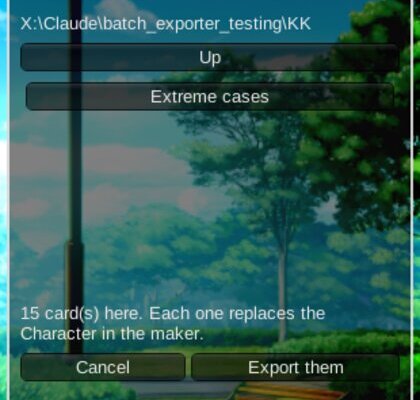 X:\Claude\batch_exporter_testing\KK
Up
Extreme cases
15 card(s) here. Each one replaces the
Character in the maker.
Cancel
Export them